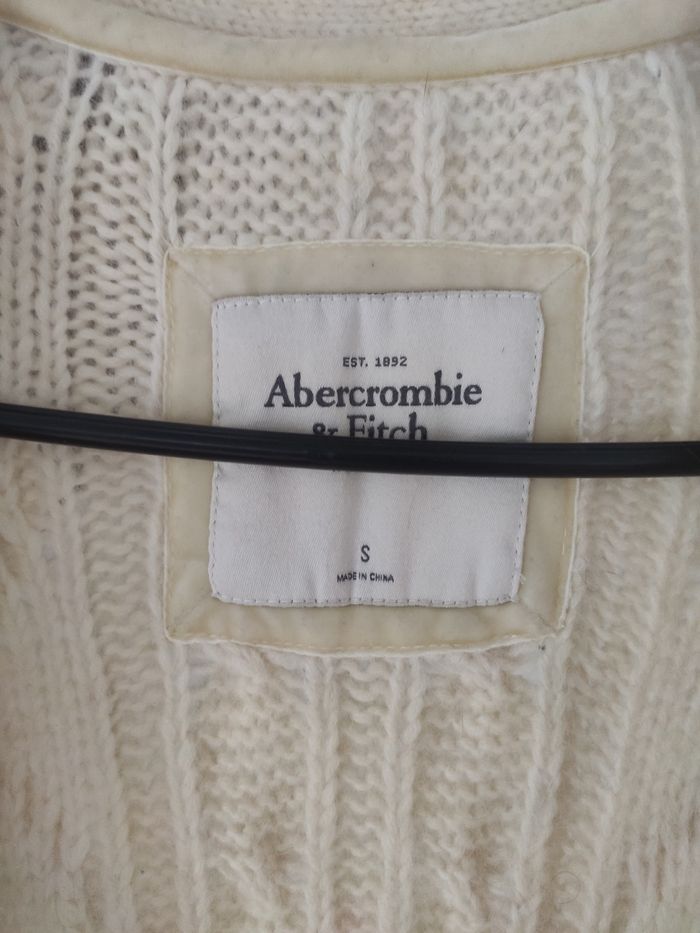 EST. 1892
Abercrombie
& Fitch
S
MADE IN CHINA